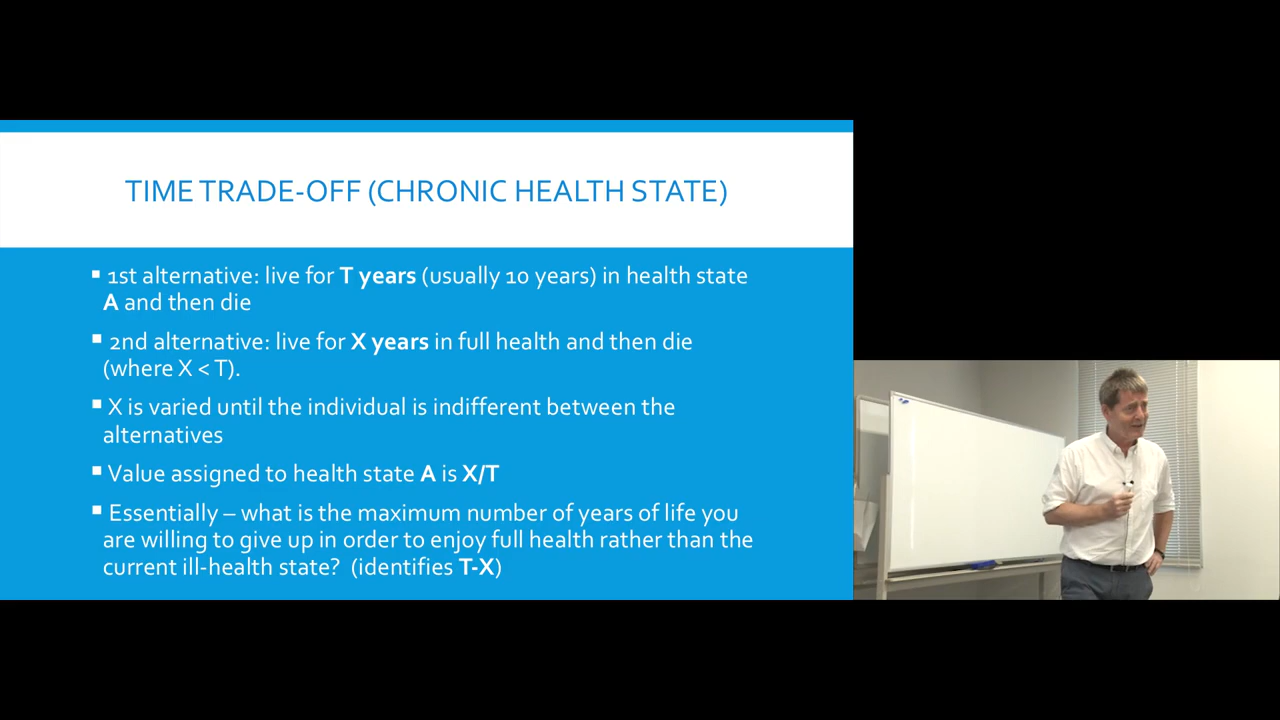 TIME TRADE-OFF (CHRONIC HEALTH STATE)
▪ 1st alternative: live for T years (usually 10 years) in health state
A and then die
▪ 2nd alternative: live for X years in full health and then die
(where X < T).
▪ X is varied until the individual is indifferent between the
alternatives
▪ Value assigned to health state A is X/T
▪ Essentially – what is the maximum number of years of life you
are willing to give up in order to enjoy full health rather than the
current ill-health state? (identifies T-X)